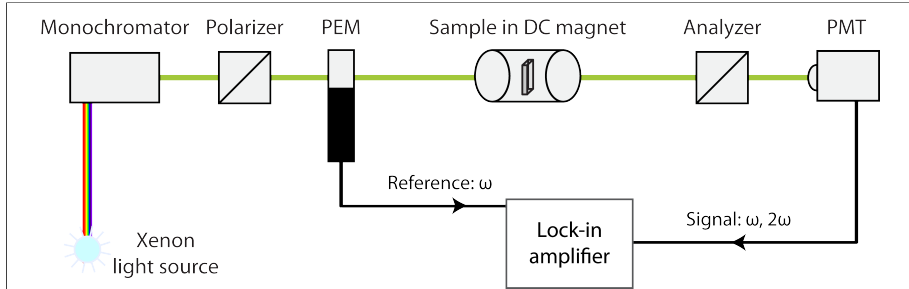 Monochromator
Polarizer
PEM
Sample in DC magnet
Analyzer
PMT
Reference: ω
Signal: ω, 2ω
Lock-in
amplifier
Xenon
light source